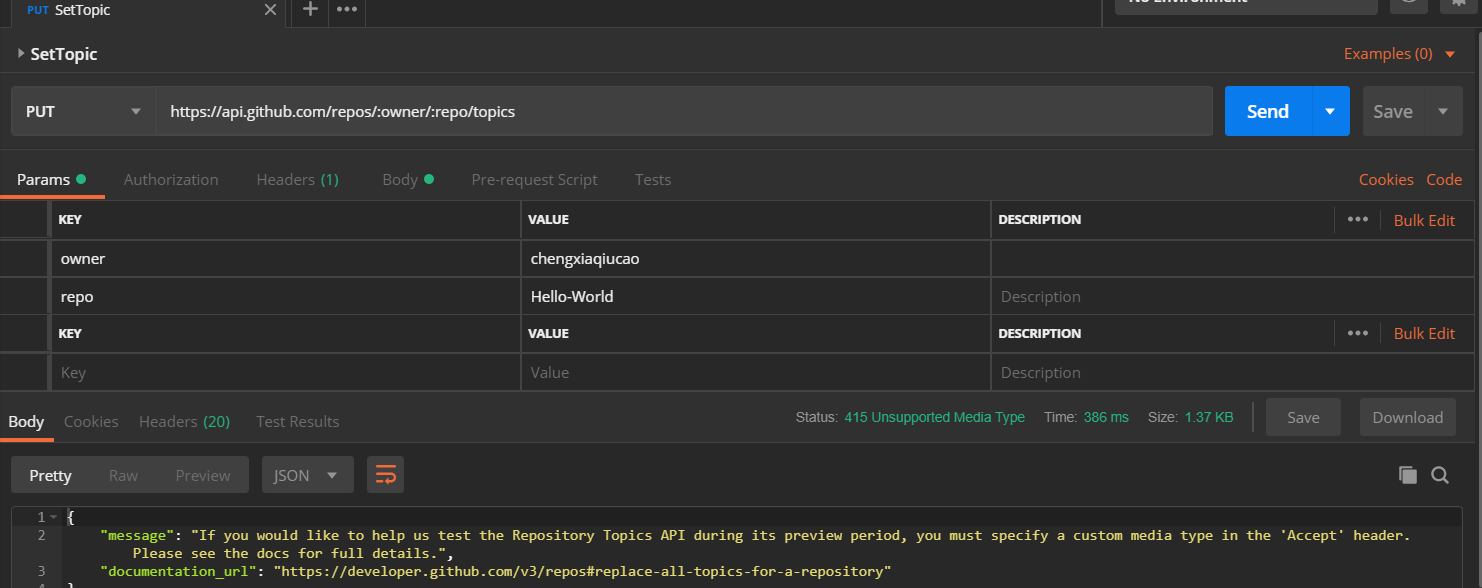 PUT SetTopic
No Environment
SetTopic
Examples (0)
PUT https://api.github.com/repos/:owner/:repo/topics Send Save
Params Authorization Headers (1) Body Pre-request Script Tests Cookies Code
KEY VALUE DESCRIPTION Bulk Edit
owner chengxiaqiucao
repo Hello-World Description
KEY VALUE DESCRIPTION Bulk Edit
Key Value Description
Body Cookies Headers (20) Test Results Status: 415 Unsupported Media Type Time: 386 ms Size: 1.37 KB Save Download
Pretty Raw Preview JSON
1 {
2 "message": "If you would like to help us test the Repository Topics API during its preview period, you must specify a custom media type in the 'Accept' header.
Please see the docs for full details.",
3 "documentation_url": "https://developer.github.com/v3/repos#replace-all-topics-for-a-repository"
4 }